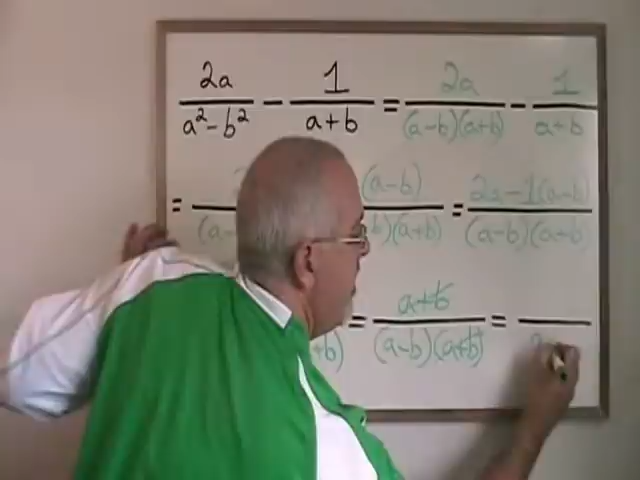 2a/(a²-b²) - 1/(a+b) = 2a/((a-b)(a+b)) - 1/(a+b)
= (a-b) / b)(a+b) = (2a-1(a-b))/((a-b)(a+b))
= (a+b)/((a-b)(a+b)) =